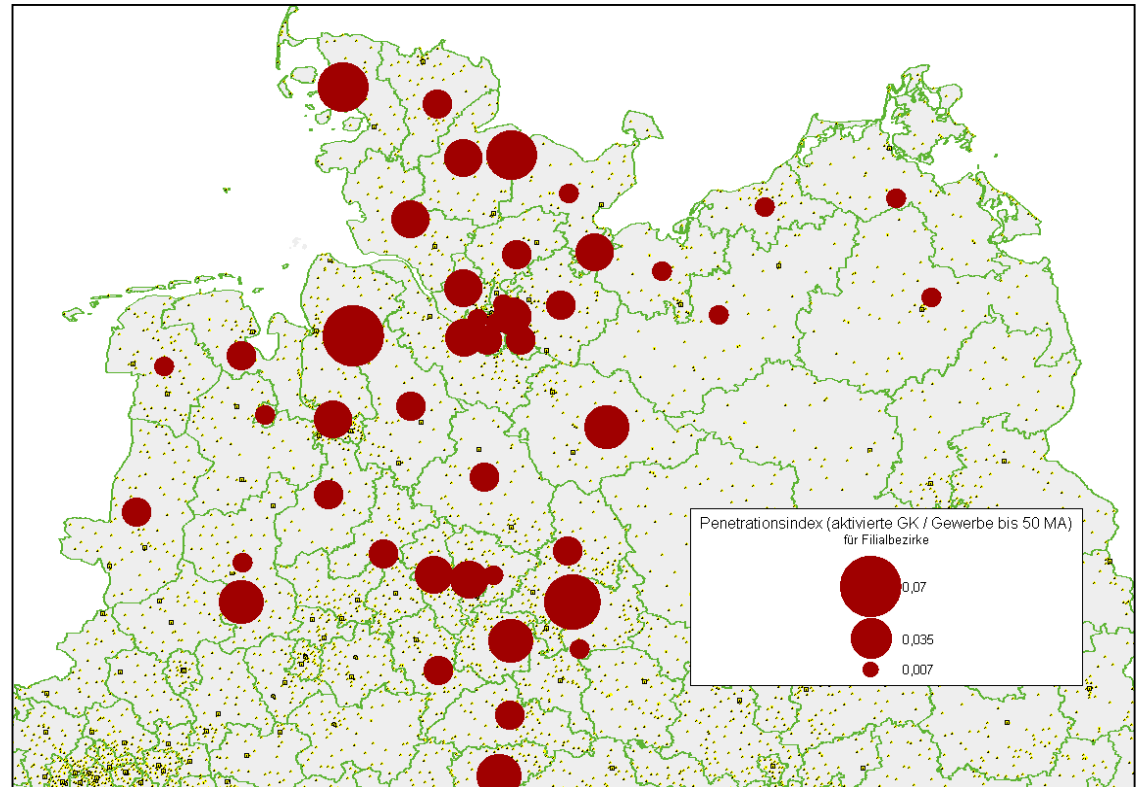 Penetrationsindex (aktivierte GK / Gewerbe bis 50 MA)
für Filialbezirke
0,07
0,035
0,007